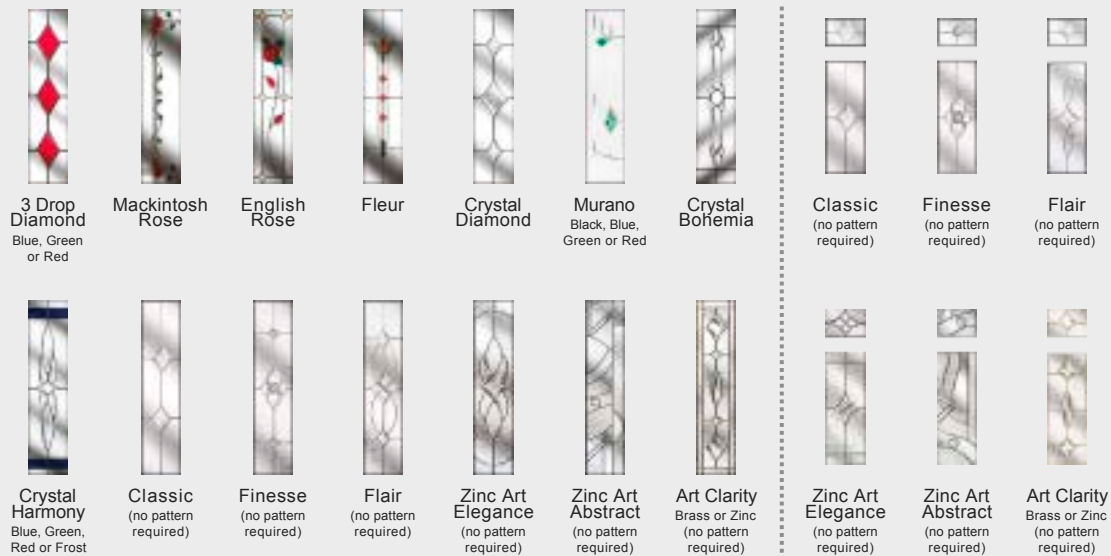 3 Drop
Diamond
Blue, Green
or Red
Mackintosh
Rose
English
Rose
Fleur
Crystal
Diamond
Murano
Black, Blue,
Green or Red
Crystal
Bohemia
Classic
(no pattern
required)
Finesse
(no pattern
required)
Flair
(no pattern
required)
Crystal
Harmony
Blue, Green,
Red or Frost
Classic
(no pattern
required)
Finesse
(no pattern
required)
Flair
(no pattern
required)
Zinc Art
Elegance
(no pattern
required)
Zinc Art
Abstract
(no pattern
required)
Art Clarity
Brass or Zinc
(no pattern
required)
Zinc Art
Elegance
(no pattern
required)
Zinc Art
Abstract
(no pattern
required)
Art Clarity
Brass or Zinc
(no pattern
required)